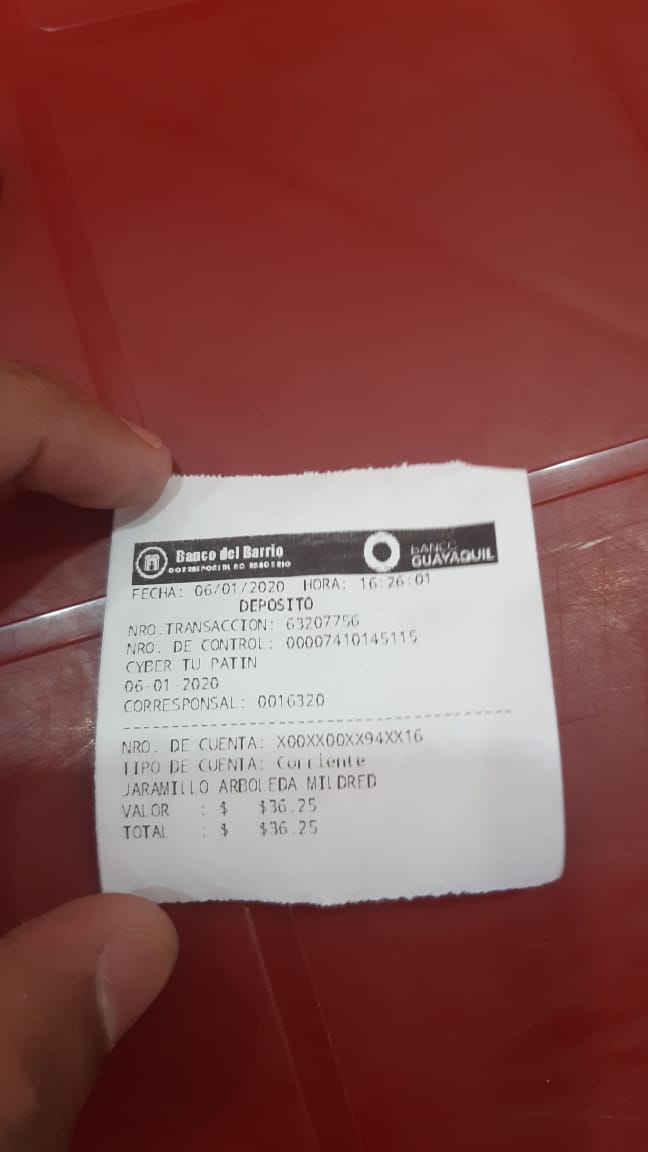 Banco del Barrio
CORRESPONSAL NO BANCARIO
BANCO
GUAYAQUIL
FECHA: 06/01/2020 HORA: 16:26:01
DEPOSITO
NRO.TRANSACCION: 63207756
NRO. DE CONTROL: 00007410145115
CYBER TU PATIN
06-01-2020
CORRESPONSAL: 0016320
NRO. DE CUENTA: X00XX00XX94XX16
TIPO DE CUENTA: Corriente
JARAMILLO ARBOLEDA MILDRED
VALOR : $ $36.25
TOTAL : $ $36.25